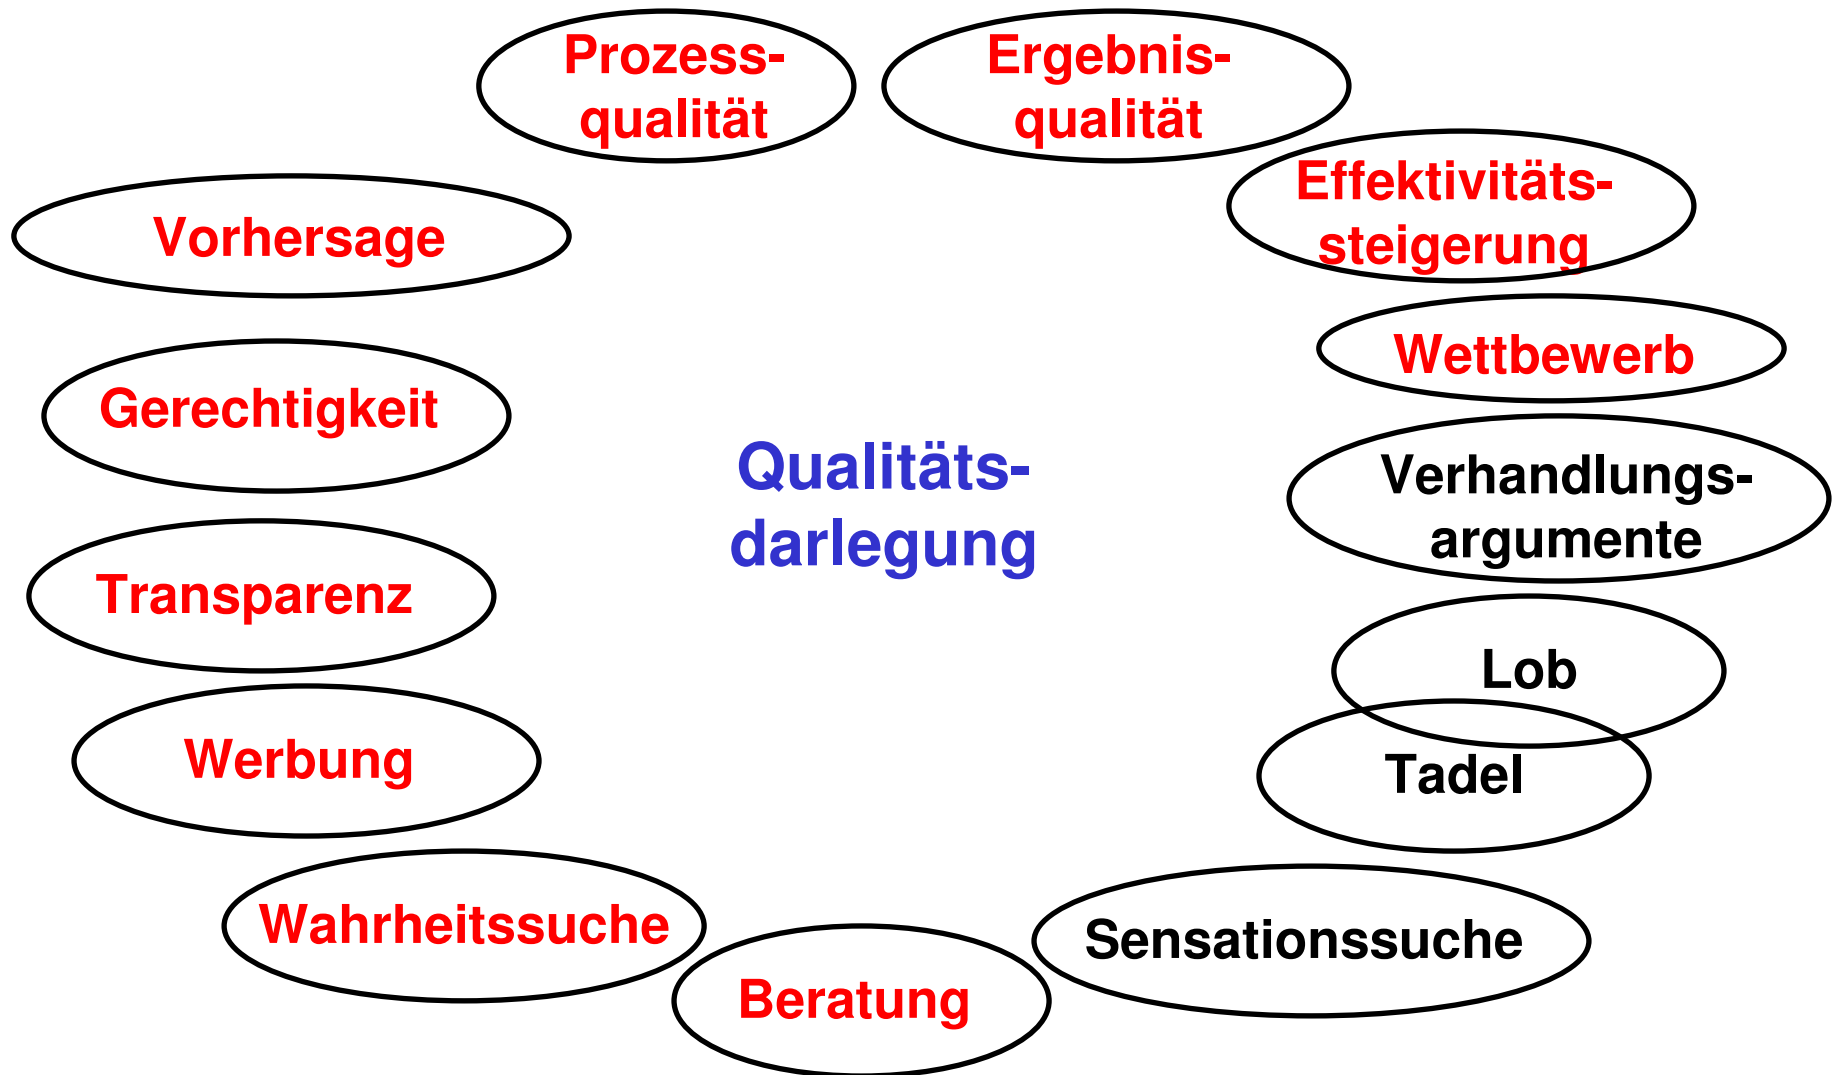 Prozess-
qualität
Ergebnis-
qualität
Effektivitäts-
steigerung
Vorhersage
Wettbewerb
Gerechtigkeit
Qualitäts-
darlegung
Verhandlungs-
argumente
Transparenz
Lob
Werbung
Tadel
Wahrheitssuche
Sensationssuche
Beratung